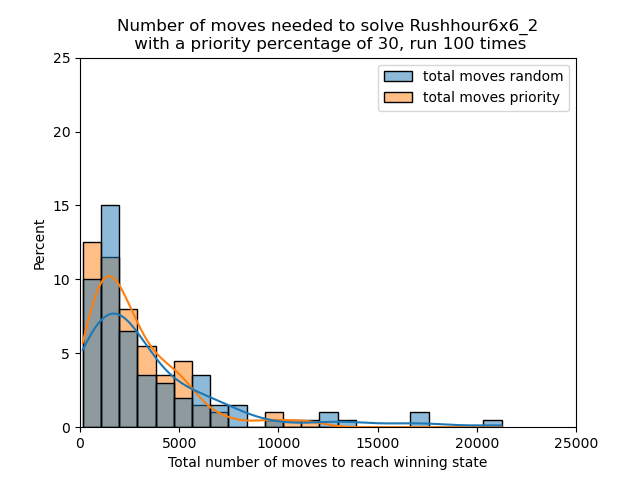 Number of moves needed to solve Rushhour6x6_2
with a priority percentage of 30, run 100 times
total moves random
total moves priority
25
20
15
10
5
0
Percent
0 5000 10000 15000 20000 25000
Total number of moves to reach winning state